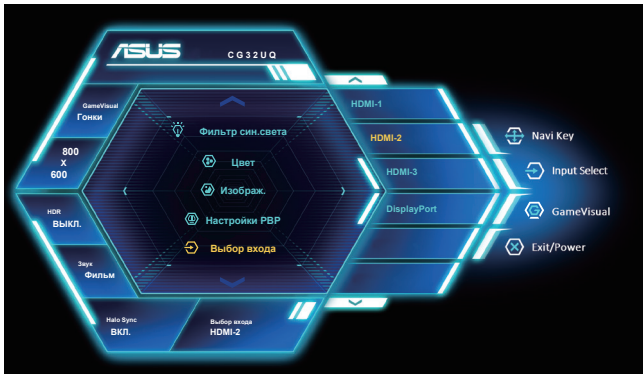 ASUS
CG32UQ
GameVisual
Гонки
800
X
600
HDR
ВЫКЛ.
Звук
Фильм
Halo Sync
ВКЛ.
Выбор входа
HDMI-2
Фильтр син.света
Цвет
Изображ.
Настройки PBP
Выбор входа
HDMI-1
HDMI-2
HDMI-3
DisplayPort
Navi Key
Input Select
GameVisual
Exit/Power